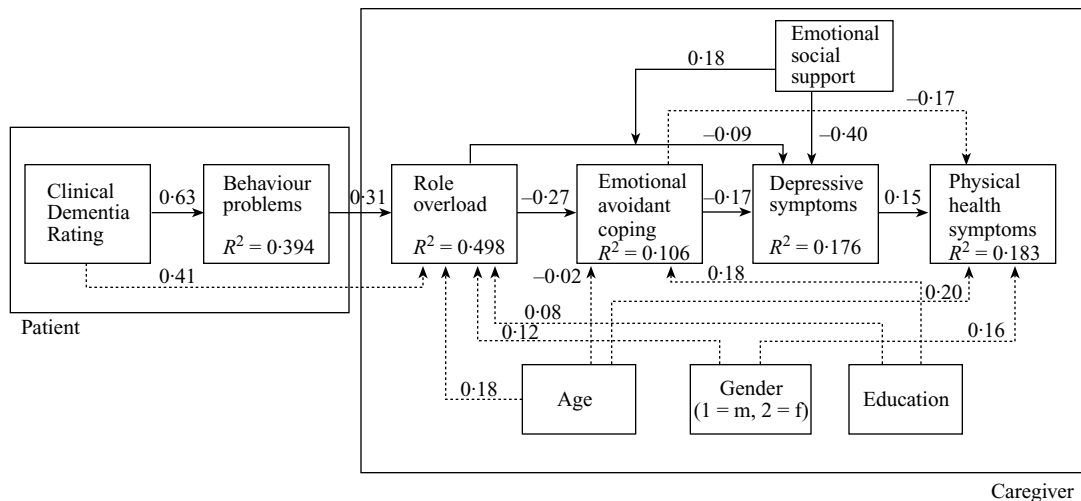 Emotional
social
support
0·18
–0·17
–0·09
–0·40
Clinical
Dementia
Rating
0·63
Behaviour
problems
R² = 0·394
0·31
Role
overload
R² = 0·498
–0·27
Emotional
avoidant
coping
R² = 0·106
–0·17
Depressive
symptoms
R² = 0·176
0·15
Physical
health
symptoms
R² = 0·183
0·41
–0·02
0·18
0·20
0·08
0·12
0·16
Patient
0·18
Age
Gender
(1 = m, 2 = f)
Education
Caregiver